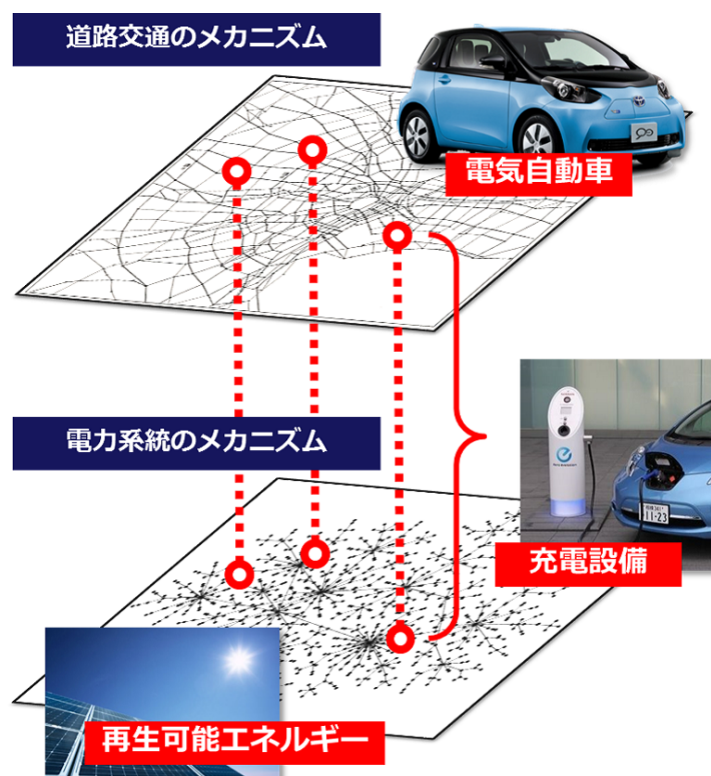 道路交通のメカニズム
電気自動車
電力系統のメカニズム
11-23
充電設備
再生可能エネルギー